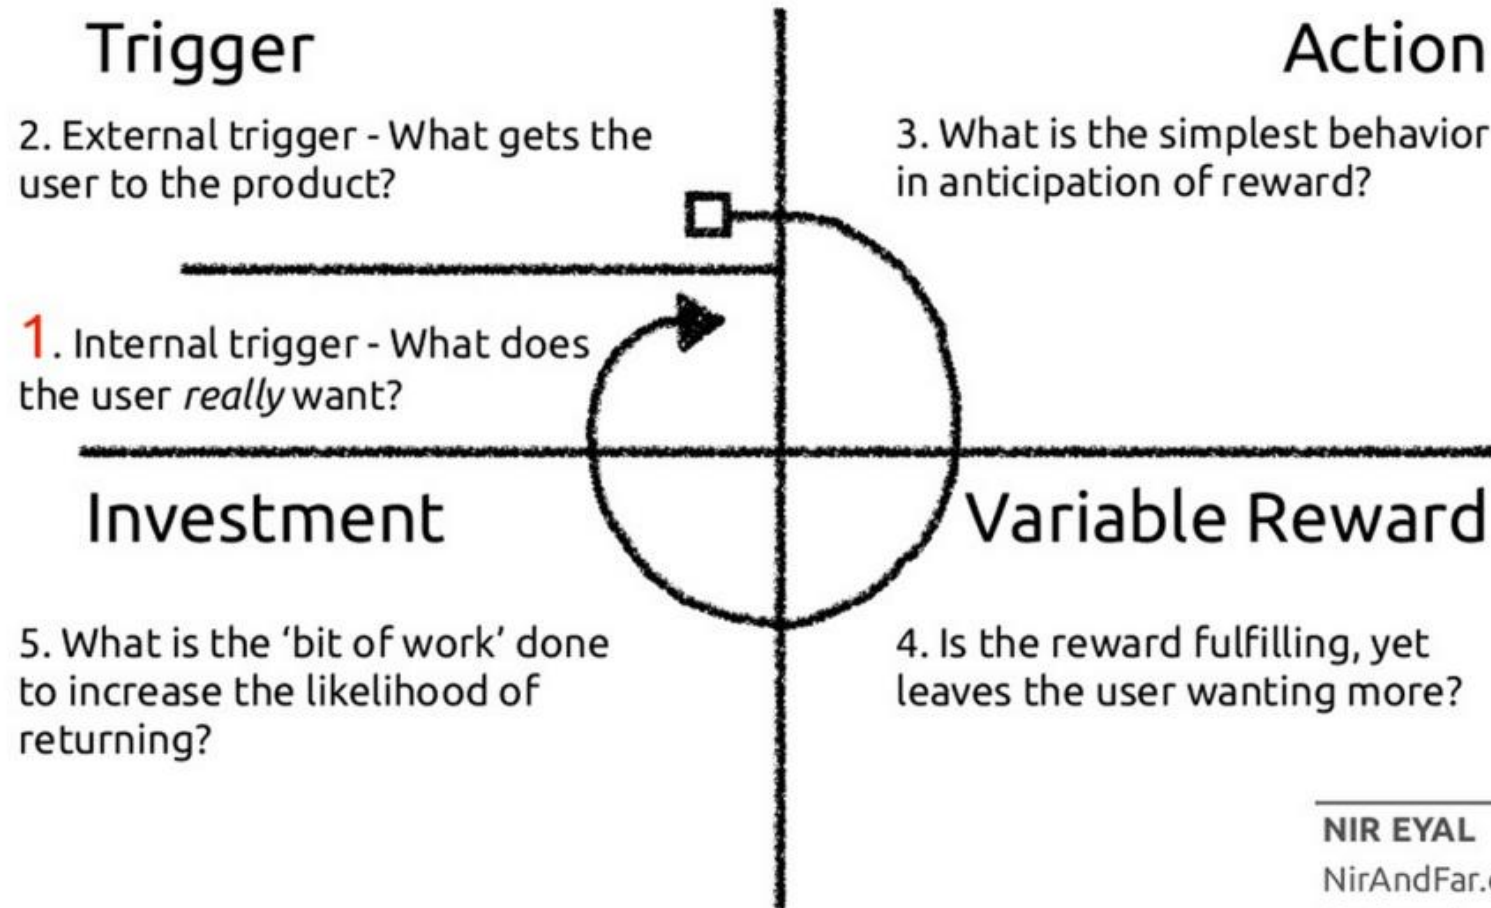 Trigger
2. External trigger - What gets the
user to the product?
1. Internal trigger - What does
the user really want?
Action
3. What is the simplest behavior
in anticipation of reward?
Investment
5. What is the ‘bit of work’ done
to increase the likelihood of
returning?
Variable Reward
4. Is the reward fulfilling, yet
leaves the user wanting more?
NIR EYAL
NirAndFar.